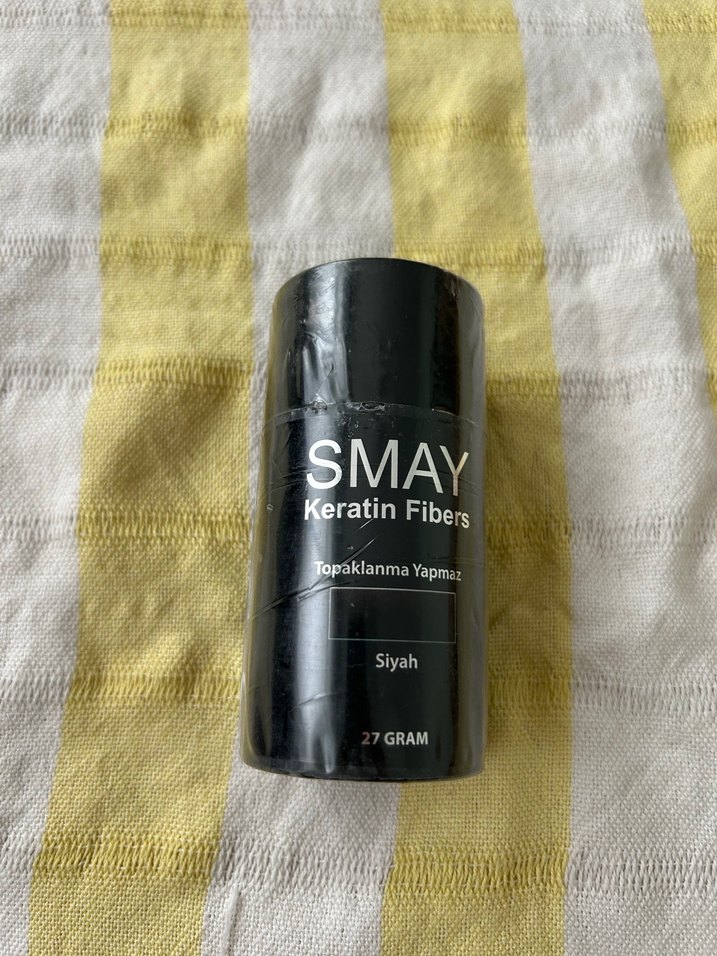 SMAY
Keratin Fibers
Topaklanma Yapmaz
Siyah
27 GRAM